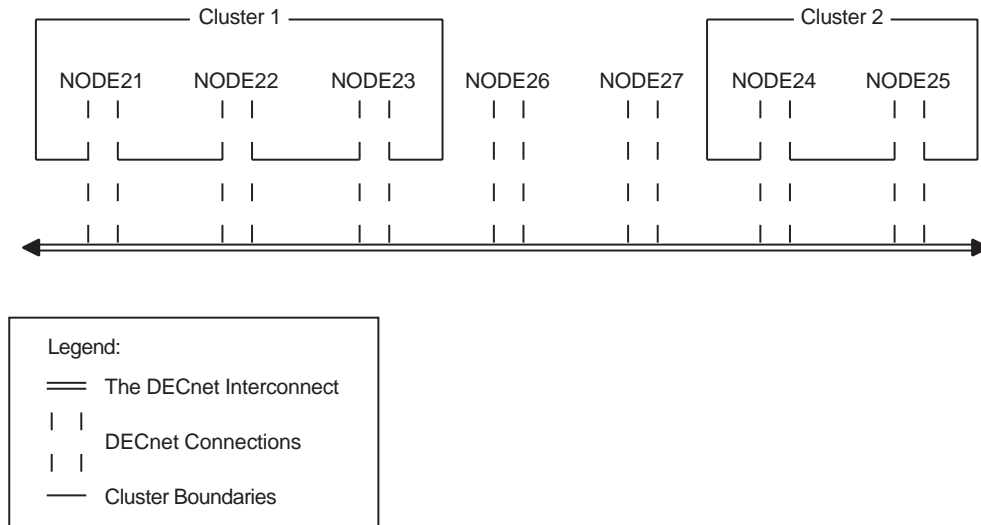 Cluster 1
Cluster 2
NODE21
NODE22
NODE23
NODE26
NODE27
NODE24
NODE25
Legend:
The DECnet Interconnect
DECnet Connections
Cluster Boundaries